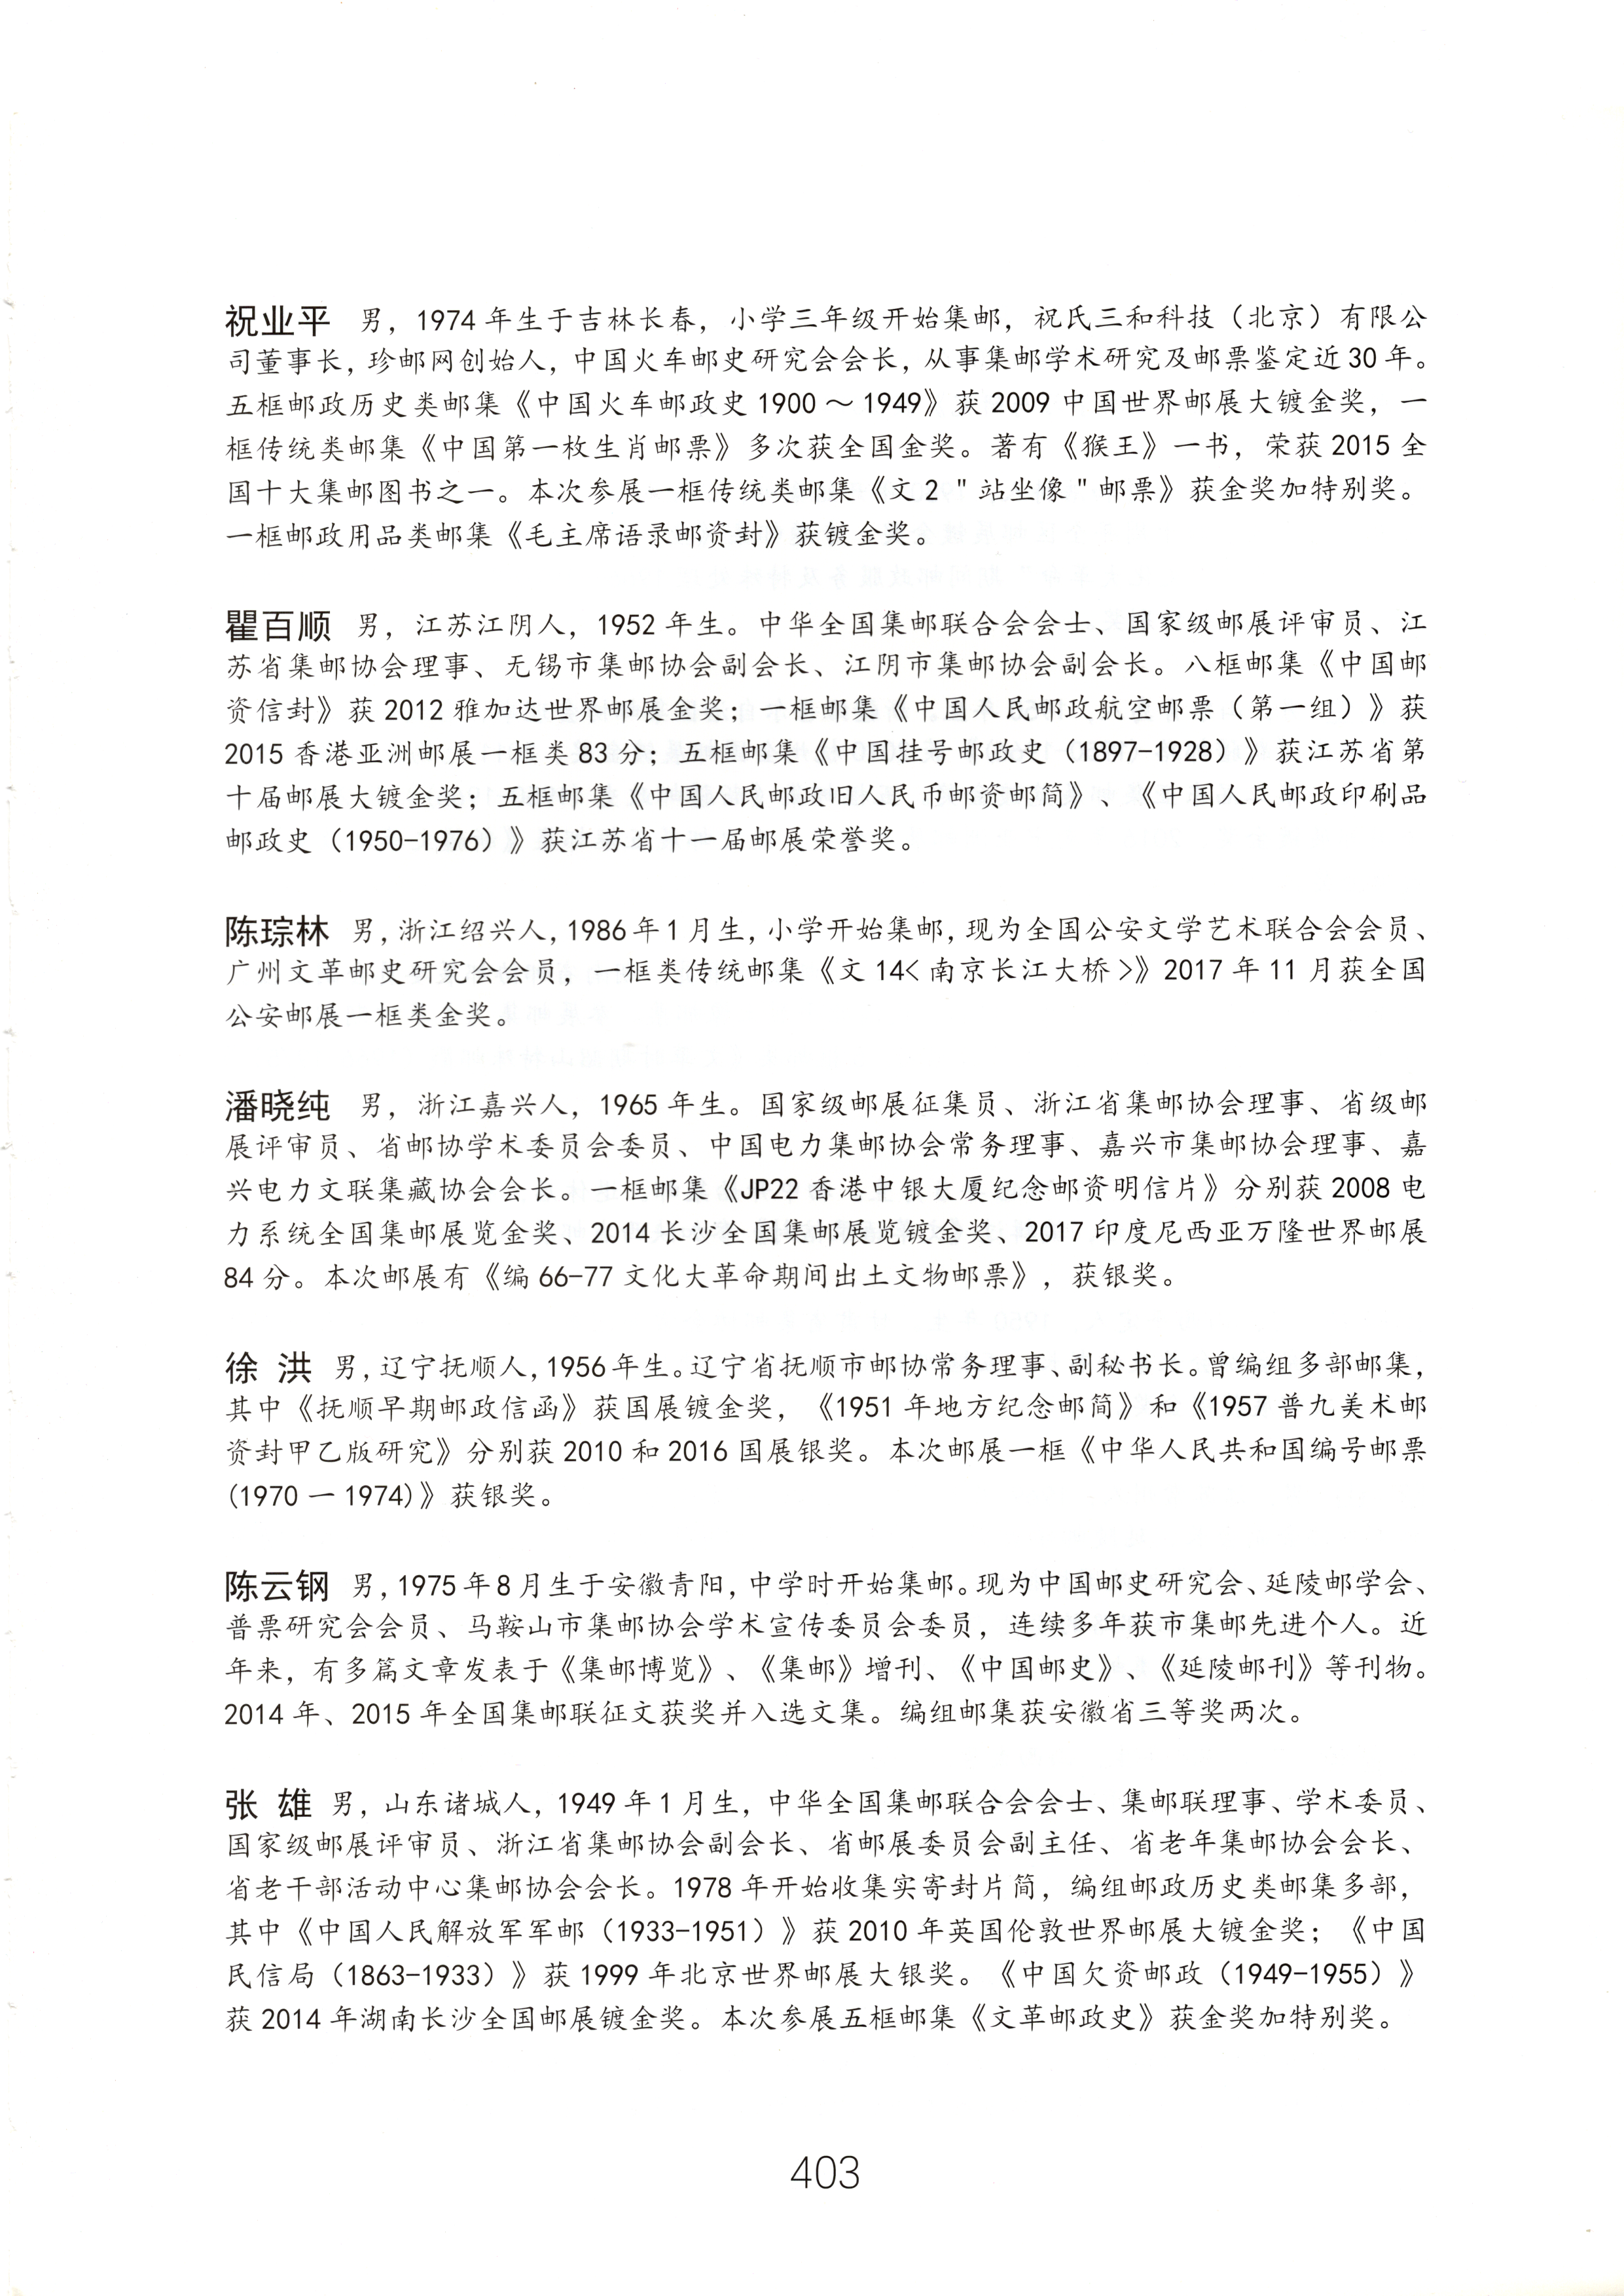 祝业平 男，1974 年生于吉林长春，小学三年级开始集邮，祝氏三和科技（北京）有限公
司董事长，珍邮网创始人，中国火车邮史研究会会长，从事集邮学术研究及邮票鉴定近 30 年。
五框邮政历史类邮集《中国火车邮政史 1900 ～ 1949》获 2009 中国世界邮展大镀金奖，一
框传统类邮集《中国第一枚生肖邮票》多次获全国金奖。著有《猴王》一书，荣获 2015 全
国十大集邮图书之一。本次参展一框传统类邮集《文 2 " 站坐像 " 邮票》获金奖加特别奖。
一框邮政用品类邮集《毛主席语录邮资封》获镀金奖。
瞿百顺 男，江苏江阴人，1952 年生。中华全国集邮联合会会士、国家级邮展评审员、江
苏省集邮协会理事、无锡市集邮协会副会长、江阴市集邮协会副会长。八框邮集《中国邮
资信封》获 2012 雅加达世界邮展金奖；一框邮集《中国人民邮政航空邮票（第一组）》获
2015 香港亚洲邮展一框类 83 分；五框邮集《中国挂号邮政史（1897-1928）》获江苏省第
十届邮展大镀金奖；五框邮集《中国人民邮政旧人民币邮资邮简》、《中国人民邮政印刷品
邮政史（1950-1976）》获江苏省十一届邮展荣誉奖。
陈琮林 男，浙江绍兴人，1986 年 1 月生，小学开始集邮，现为全国公安文学艺术联合会会员、
广州文革邮史研究会会员，一框类传统邮集《文 14< 南京长江大桥 >》2017 年 11 月获全国
公安邮展一框类金奖。
潘晓纯 男，浙江嘉兴人，1965 年生。国家级邮展征集员、浙江省集邮协会理事、省级邮
展评审员、省邮协学术委员会委员、中国电力集邮协会常务理事、嘉兴市集邮协会理事、嘉
兴电力文联集藏协会会长。一框邮集《JP22 香港中银大厦纪念邮资明信片》分别获 2008 电
力系统全国集邮展览金奖、2014 长沙全国集邮展览镀金奖、2017 印度尼西亚万隆世界邮展
84 分。本次邮展有《编 66-77 文化大革命期间出土文物邮票》，获银奖。
徐 洪 男，辽宁抚顺人，1956 年生。辽宁省抚顺市邮协常务理事、副秘书长。曾编组多部邮集，
其中《抚顺早期邮政信函》获国展镀金奖，《1951 年地方纪念邮简》和《1957 普九美术邮
资封甲乙版研究》分别获 2010 和 2016 国展银奖。本次邮展一框《中华人民共和国编号邮票
(1970 — 1974)》获银奖。
陈云钢 男，1975 年 8 月生于安徽青阳，中学时开始集邮。现为中国邮史研究会、延陵邮学会、
普票研究会会员、马鞍山市集邮协会学术宣传委员会委员，连续多年获市集邮先进个人。近
年来，有多篇文章发表于《集邮博览》、《集邮》增刊、《中国邮史》、《延陵邮刊》等刊物。
2014 年、2015 年全国集邮联征文获奖并入选文集。编组邮集获安徽省三等奖两次。
张 雄 男，山东诸城人，1949 年 1 月生，中华全国集邮联合会会士、集邮联理事、学术委员、
国家级邮展评审员、浙江省集邮协会副会长、省邮展委员会副主任、省老年集邮协会会长、
省老干部活动中心集邮协会会长。1978 年开始收集实寄封片简，编组邮政历史类邮集多部，
其中《中国人民解放军军邮（1933-1951）》获 2010 年英国伦敦世界邮展大镀金奖；《中国
民信局（1863-1933）》获 1999 年北京世界邮展大银奖。《中国欠资邮政（1949-1955）》
获 2014 年湖南长沙全国邮展镀金奖。本次参展五框邮集《文革邮政史》获金奖加特别奖。
403